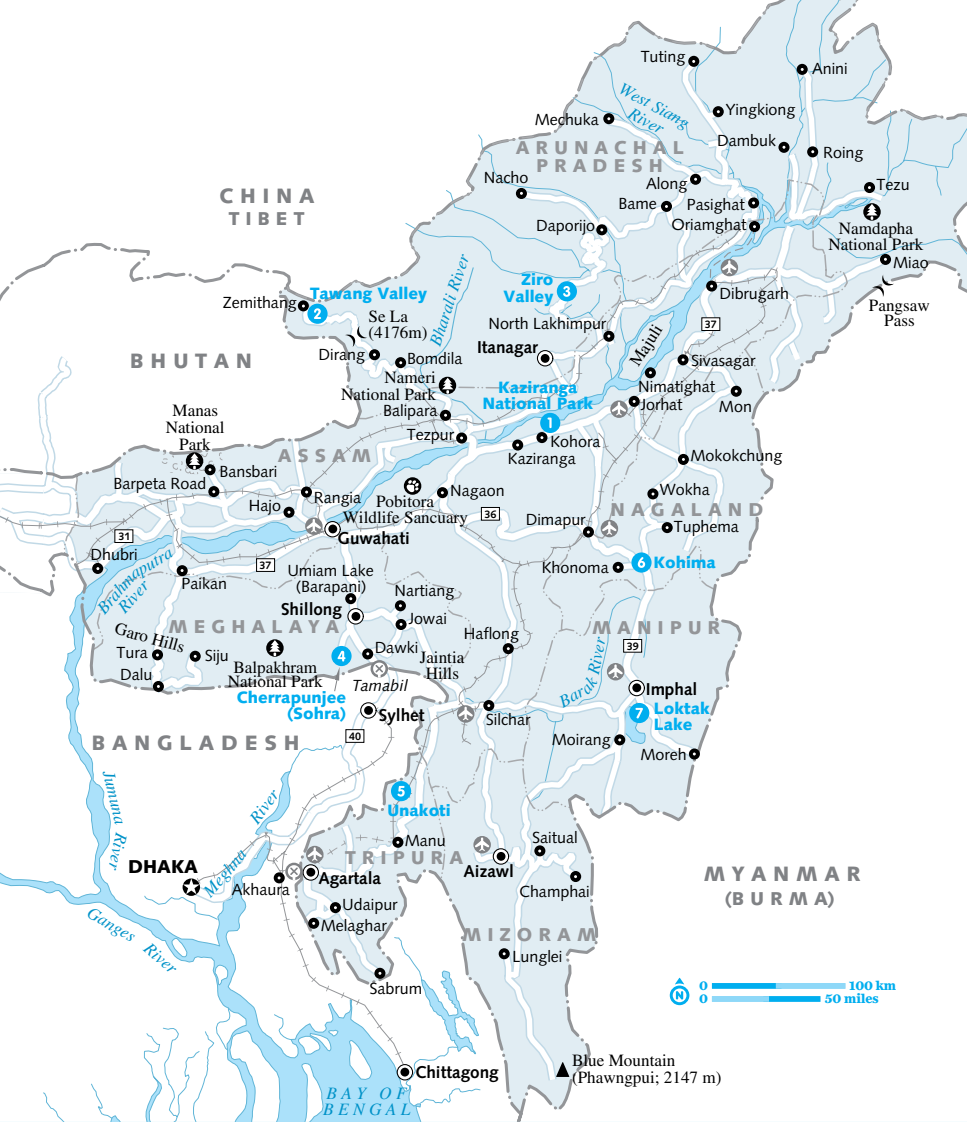 Tuting
Anini
West Siang
River
Yingkiong
Mechuka
Dambuk
ARUNACHAL
PRADESH
Roing
Nacho
Along
Tezu
CHINA
TIBET
Bame
Pasighat
Daporijo
Oriamghat
Namdapha
National Park
Miao
Bharali River
Ziro
Valley
3
Dibrugarh
Tawang Valley
Zemithang
2
Pangsaw
Pass
Se La
(4176m)
North Lakhimpur
37
Majuli
Itanagar
BHUTAN
Dirang
Bomdila
Sivasagar
Nameri
National Park
Kaziranga
National Park
Nimatighat
Jorhat
Mon
Manas
National
Park
Balipara
1
Tezpur
Kohora
Kaziranga
ASSAM
Mokokchung
Bansbari
Barpeta Road
Rangia
Pobitora
Wildlife Sancuary
Nagaon
Wokha
Hajo
NAGALAND
36
Dimapur
Tuphema
Guwahati
31
Dhubri
37
Khonoma
6
Kohima
Brahmaputra
River
Paikan
Umiam Lake
(Barapani)
Nartiang
Shillong
Jowai
MEGHALAYA
Garo Hills
Haflong
MANIPUR
Tura
Siju
4
Dawki
39
Balpakhram
National Park
Jaintia
Hills
Barak River
Dalu
Tamabil
Cherrapunjee
(Sohra)
Imphal
Sylhet
Silchar
7
Loktak
Lake
BANGLADESH
40
Moirang
Moreh
Jumuna River
5
Unakoti
River
Meghna
Manu
Saitual
TRIPURA
DHAKA
Aizawl
Akhaura
Agartala
Champhai
MYANMAR
(BURMA)
Udaipur
Ganges River
Melaghar
MIZORAM
Lunglei
Sabrum
0 100 km
N
0 50 miles
Blue Mountain
(Phawngpui; 2147 m)
Chittagong
BAY OF
BENGAL